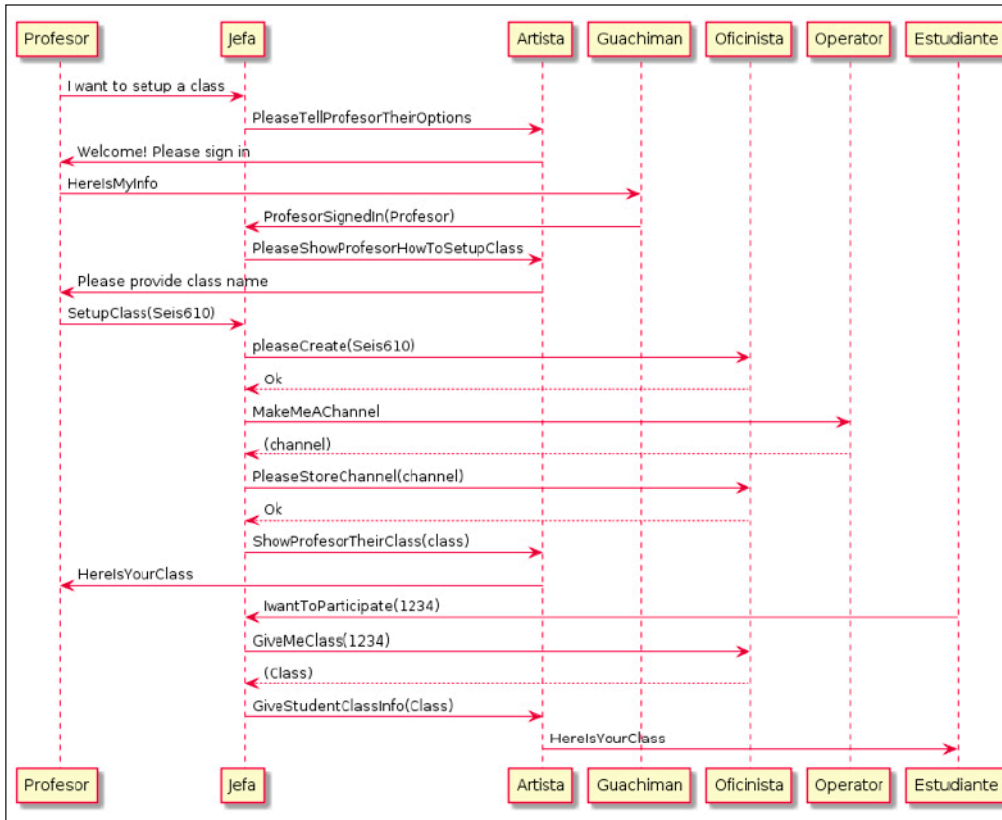 Profesor Jefa Artista Guachiman Oficinista Operator Estudiante
I want to setup a class
PleaseTellProfesorTheirOptions
Welcome! Please sign in
HereIsMyInfo
ProfesorSignedIn(Profesor)
PleaseShowProfesorHowToSetupClass
Please provide class name
SetupClass(Seis610)
pleaseCreate(Seis610)
Ok
MakeMeAChannel
(channel)
PleaseStoreChannel(channel)
Ok
ShowProfesorTheirClass(class)
HereIsYourClass
IwantToParticipate(1234)
GiveMeClass(1234)
(Class)
GiveStudentClassInfo(Class)
HereIsYourClass
Profesor Jefa Artista Guachiman Oficinista Operator Estudiante